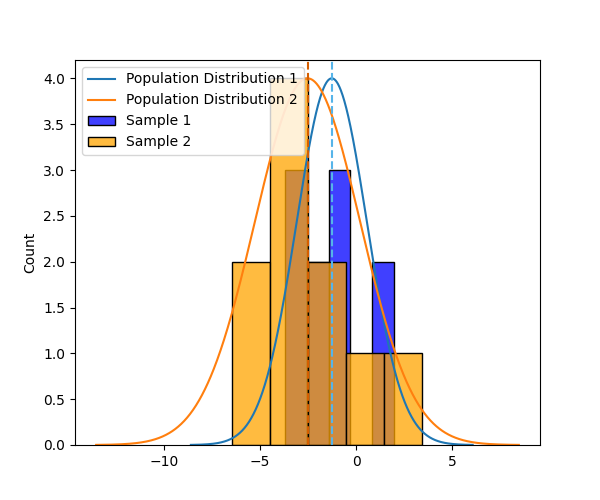 Population Distribution 1
Population Distribution 2
Sample 1
Sample 2
4.0
3.5
3.0
2.5
2.0
1.5
1.0
0.5
0.0
Count
−10
−5
0
5